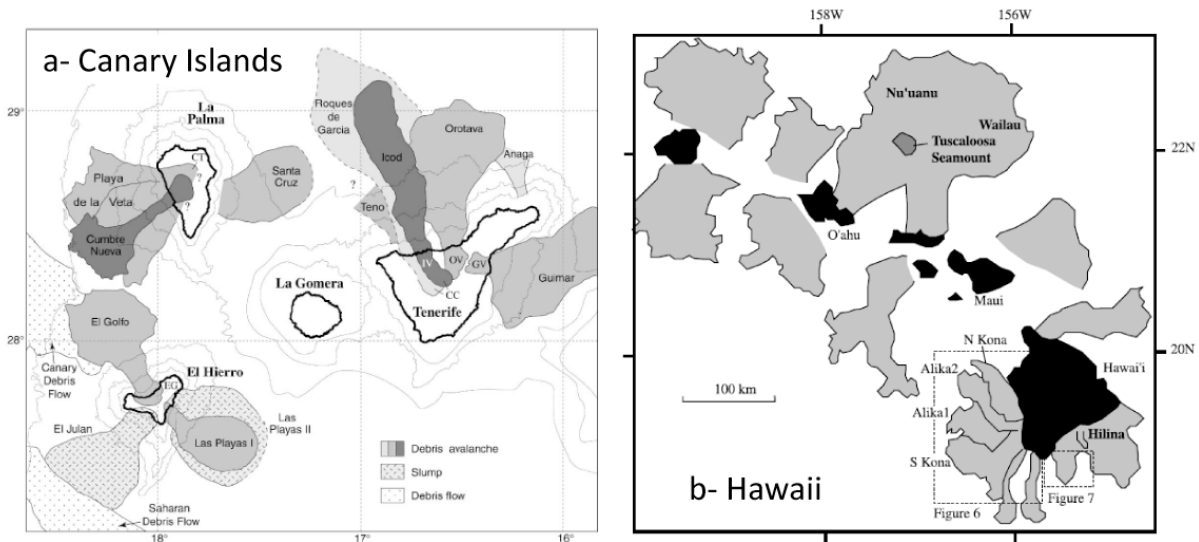 a- Canary Islands
29°
28°
18°
17°
16°
La
Palma
CT
?
?
Playa
de la Veta
Cumbre
Nueva
Santa
Cruz
Roques
de
Garcia
Icod
Orotava
Anaga
?
Teno
IV
OV
GV
CC
Guimar
Tenerife
La Gomera
El Golfo
Canary
Debris
Flow
El Hierro
EG
El Julan
Las Playas I
Las
Playas II
Saharan
Debris Flow
Debris avalanche
Slump
Debris flow
158W
156W
22N
20N
Nu'uanu
Wailau
Tuscaloosa
Seamount
O'ahu
Maui
N Kona
Alika2
Alika1
S Kona
Hawai'i
Hilina
100 km
Figure 6
Figure 7
b- Hawaii